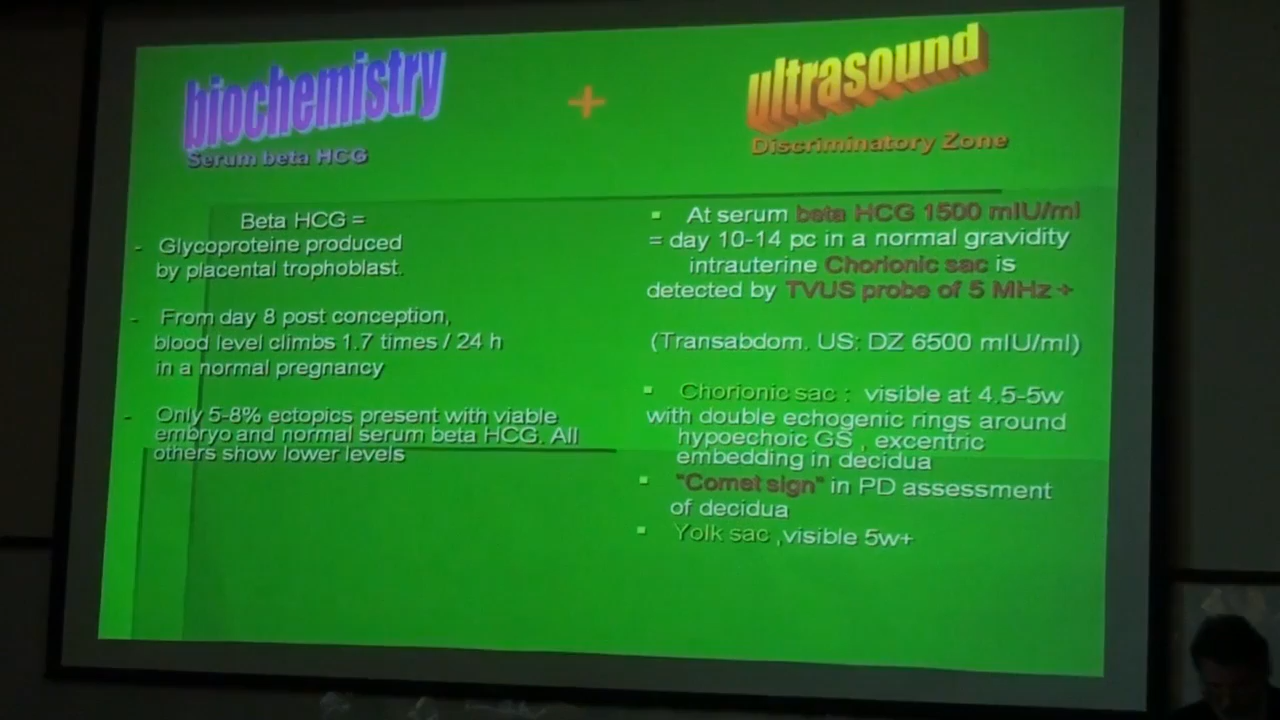 biochemistry
+
ultrasound
Serum beta HCG
Discriminatory Zone
Beta HCG =
- Glycoproteine produced
by placental trophoblast.
- From day 8 post conception,
blood level climbs 1.7 times / 24 h
in a normal pregnancy
- Only 5-8% ectopics present with viable
embryo and normal serum beta HCG. All
others show lower levels
▪ At serum beta HCG 1500 mIU/ml
= day 10-14 pc in a normal gravidity
intrauterine Chorionic sac is
detected by TVUS probe of 5 MHz +
(Transabdom. US: DZ 6500 mIU/ml)
▪ Chorionic sac : visible at 4.5-5w
with double echogenic rings around
hypoechoic GS , excentric
embedding in decidua
▪ "Comet sign" in PD assessment
of decidua
▪ Yolk sac ,visible 5w+